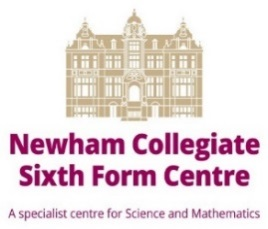 Newham Collegiate
Sixth Form Centre
A specialist centre for Science and Mathematics